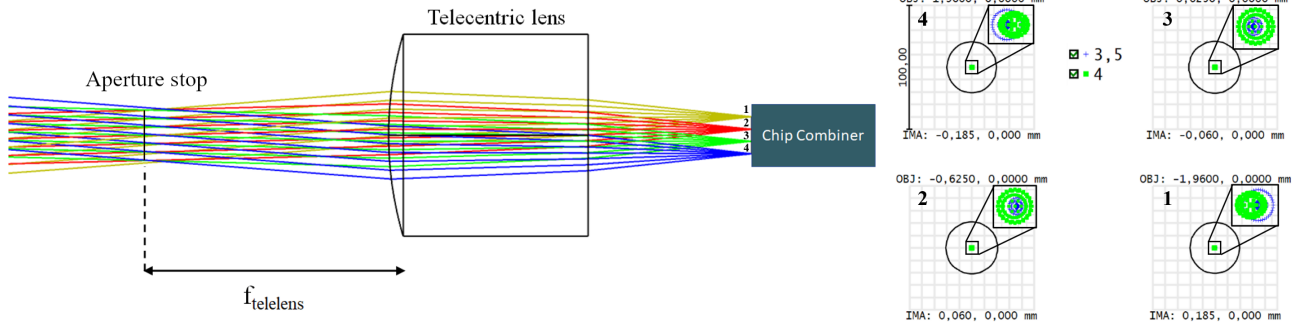 Telecentric lens
Aperture stop
f_telelens
1
2
3
4
Chip Combiner
4
100,00
IMA: -0,185, 0,000 mm
3
3,5
4
IMA: -0,060, 0,000 mm
OBJ: -0,6250, 0,0000 mm
2
IMA: 0,060, 0,000 mm
OBJ: -1,9600, 0,0000 mm
1
IMA: 0,185, 0,000 mm